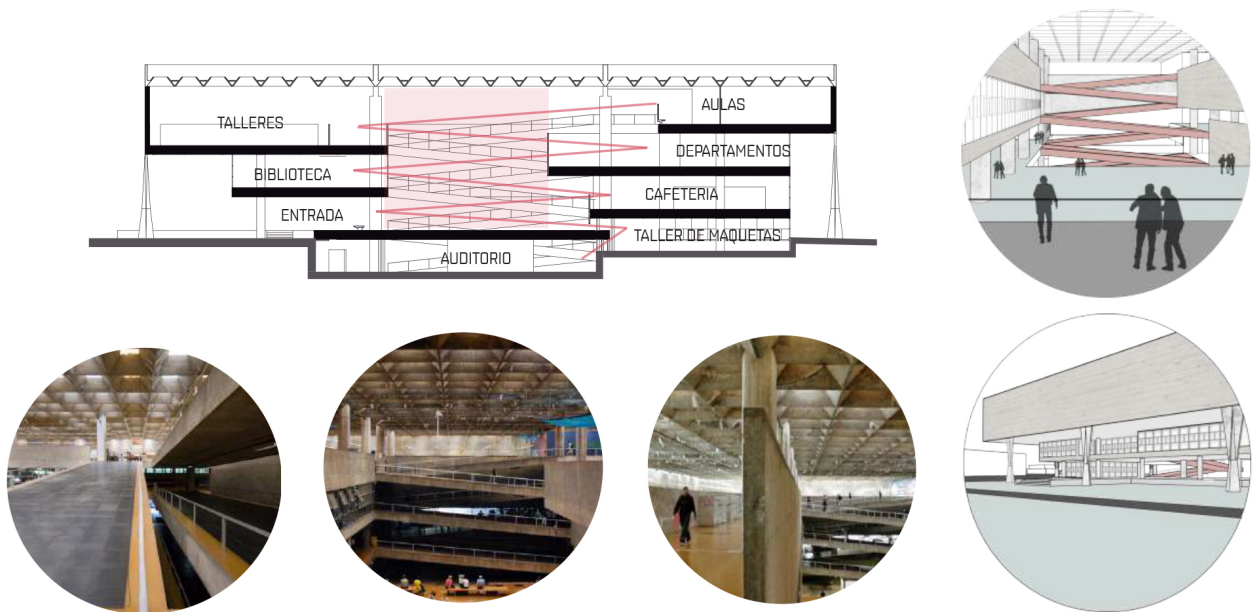 TALLERES
AULAS
DEPARTAMENTOS
BIBLIOTECA
CAFETERIA
ENTRADA
TALLER DE MAQUETAS
AUDITORIO